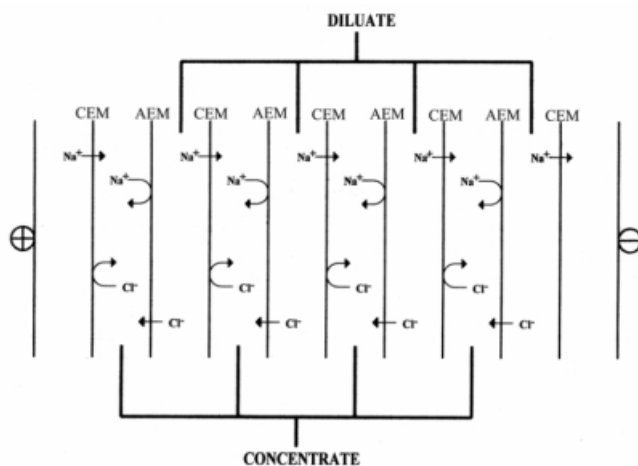 DILUATE
CEM AEM CEM AEM CEM AEM CEM AEM CEM
Na⁺ Na⁺ Na⁺ Na⁺ Na⁺
Na⁺ Na⁺ Na⁺ Na⁺
+ −
Cl⁻ Cl⁻ Cl⁻ Cl⁻
Cl⁻ Cl⁻ Cl⁻ Cl⁻
CONCENTRATE